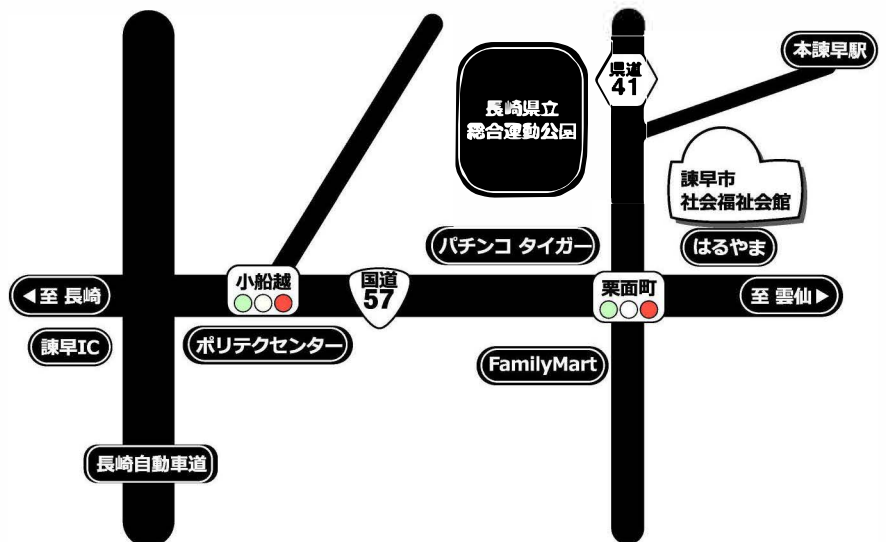 本諫早駅
県道
41
長崎県立
総合運動公園
諫早市
社会福祉会館
パチンコ タイガー
はるやま
小船越
国道
57
栗面町
◀至 長崎
至 雲仙▶
諫早IC
ポリテクセンター
FamilyMart
長崎自動車道